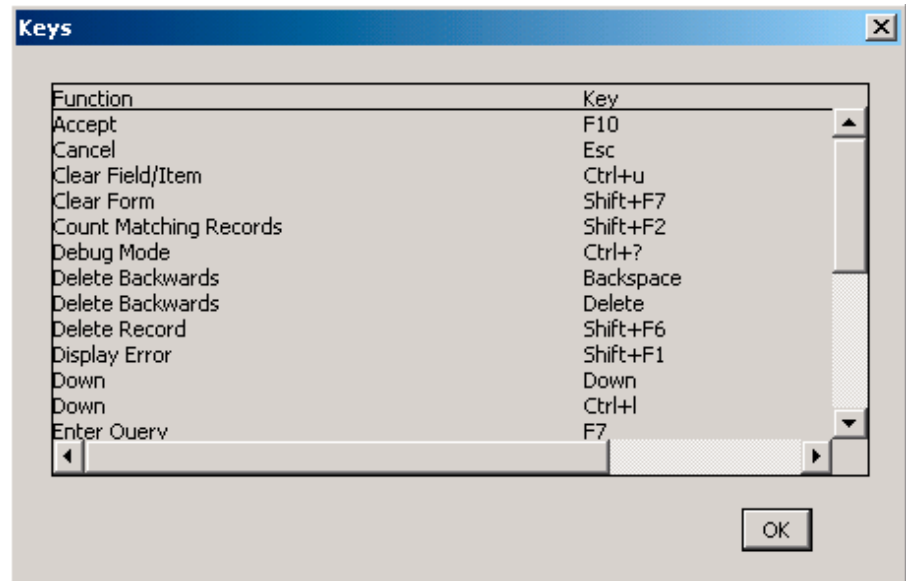 Keys
Function Key
Accept F10
Cancel Esc
Clear Field/Item Ctrl+u
Clear Form Shift+F7
Count Matching Records Shift+F2
Debug Mode Ctrl+?
Delete Backwards Backspace
Delete Backwards Delete
Delete Record Shift+F6
Display Error Shift+F1
Down Down
Down Ctrl+l
Enter Query F7
OK